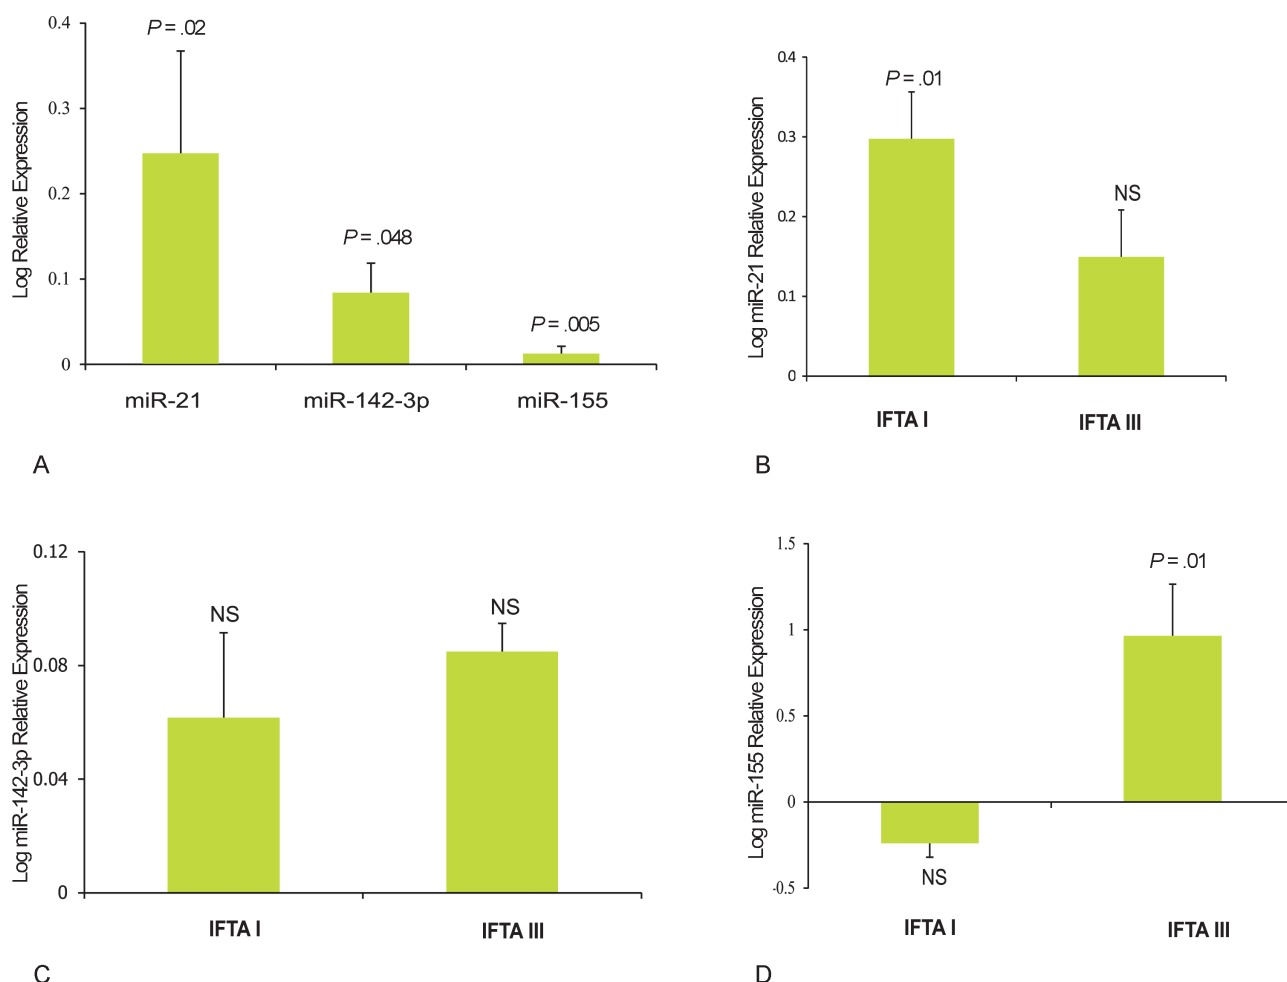 P = .02
0.4
0.3
0.2
0.1
0
Log Relative Expression
P = .048
P = .005
miR-21 miR-142-3p miR-155
A
0.4
0.3
0.2
0.1
0
Log miR-21 Relative Expression
P = .01
NS
IFTA I IFTA III
B
0.12
0.08
0.04
0
Log miR-142-3p Relative Expression
NS
NS
IFTA I IFTA III
C
1.5
1
0.5
0
-0.5
Log miR-155 Relative Expression
P = .01
NS
IFTA I IFTA III
D